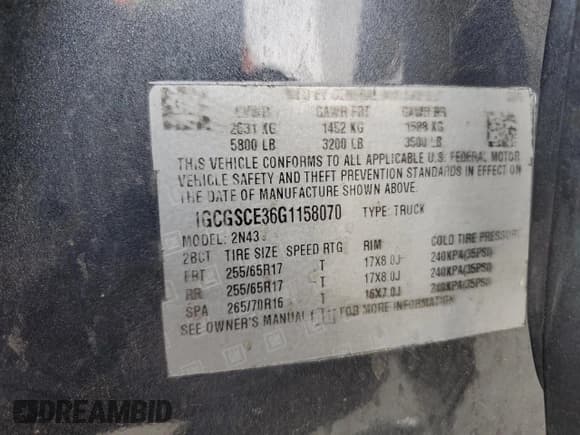 GVWR GAWR FRT GAWR RR
2631 KG 1452 KG 1588 KG
5800 LB 3200 LB 3500 LB
THIS VEHICLE CONFORMS TO ALL APPLICABLE U.S. FEDERAL MOTOR
VEHICLE SAFETY AND THEFT PREVENTION STANDARDS IN EFFECT ON
THE DATE OF MANUFACTURE SHOWN ABOVE.
1GCGSCE36G1158070 TYPE: TRUCK
MODEL: 2N43
2BCT TIRE SIZE SPEED RTG RIM COLD TIRE PRESSURE
FRT 255/65R17 T 17X8.0J 240KPA(35PSI)
RR 255/65R17 T 17X8.0J 240KPA(35PSI)
SPA 265/70R16 T 16X7.0J 240KPA(35PSI)
SEE OWNER'S MANUAL FOR MORE INFORMATION
DREAMBID